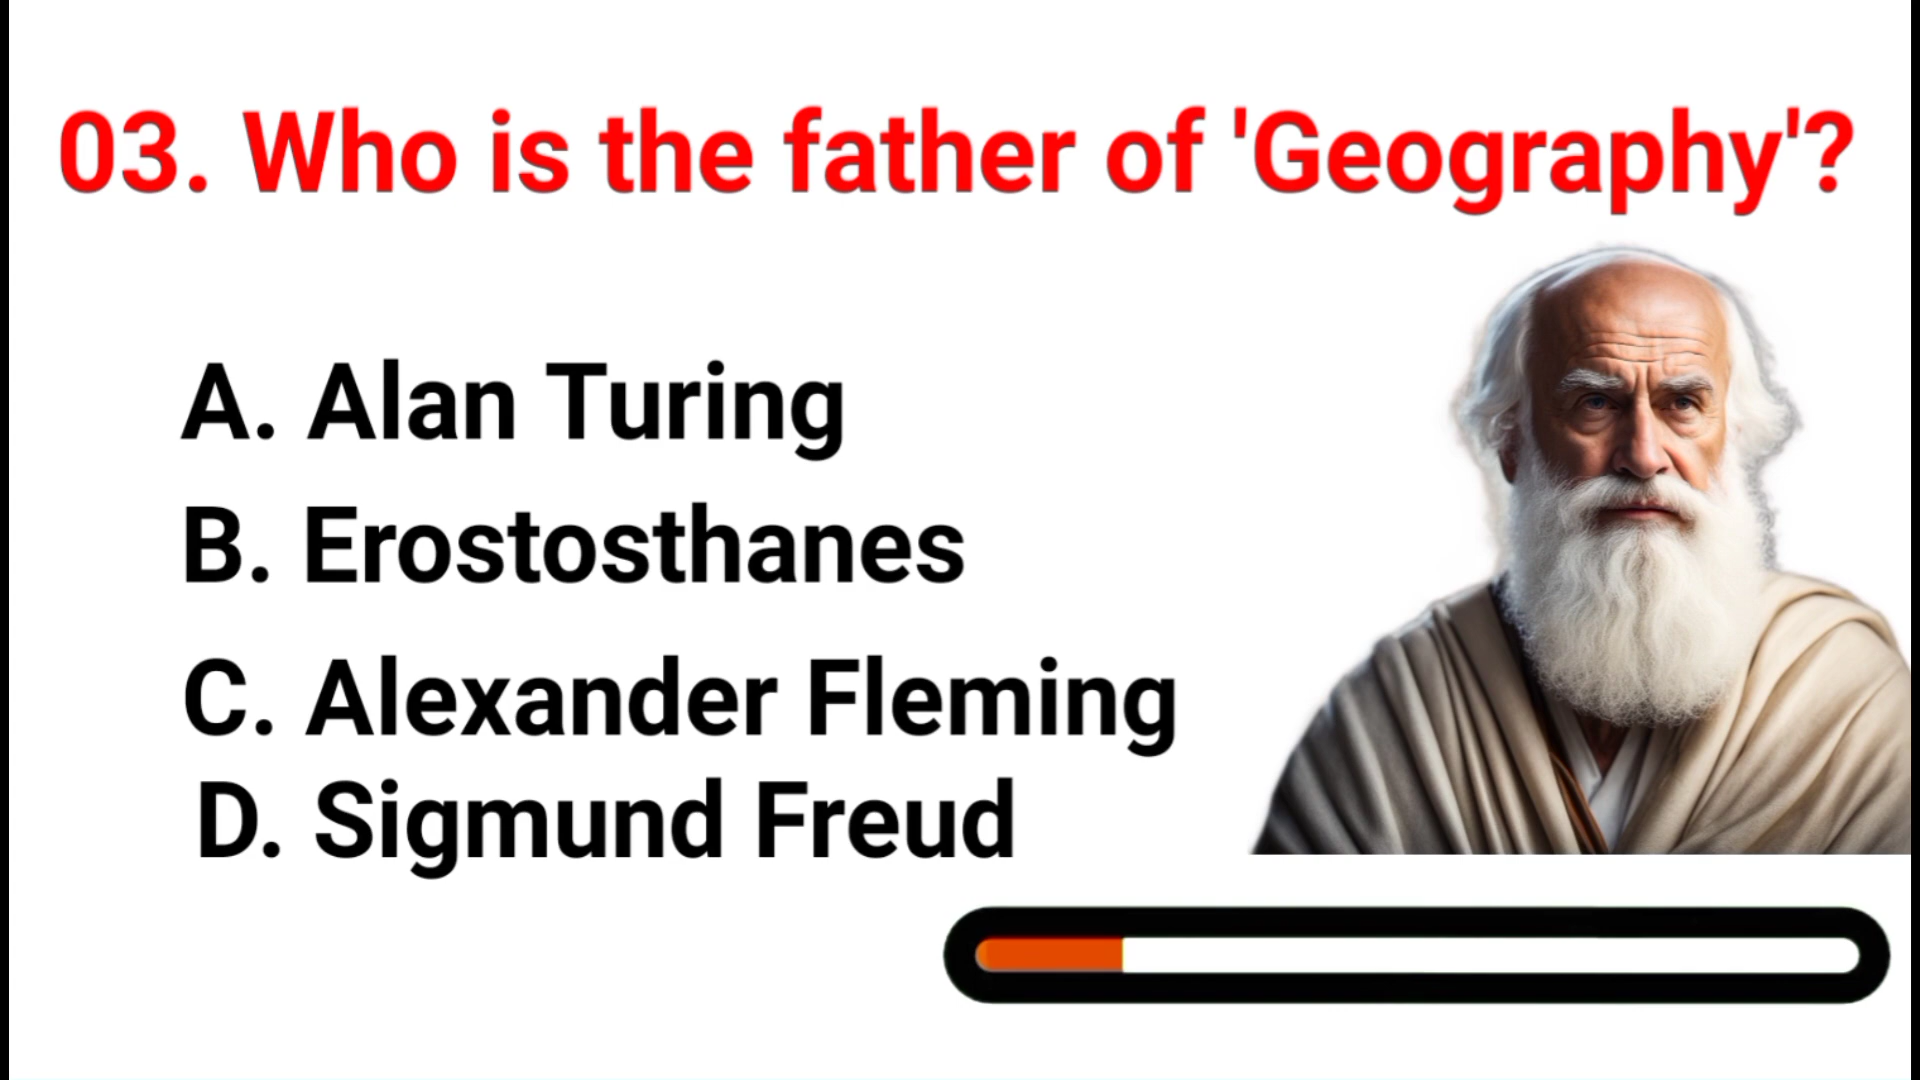 03. Who is the father of 'Geography'?
A. Alan Turing
B. Erostosthanes
C. Alexander Fleming
D. Sigmund Freud